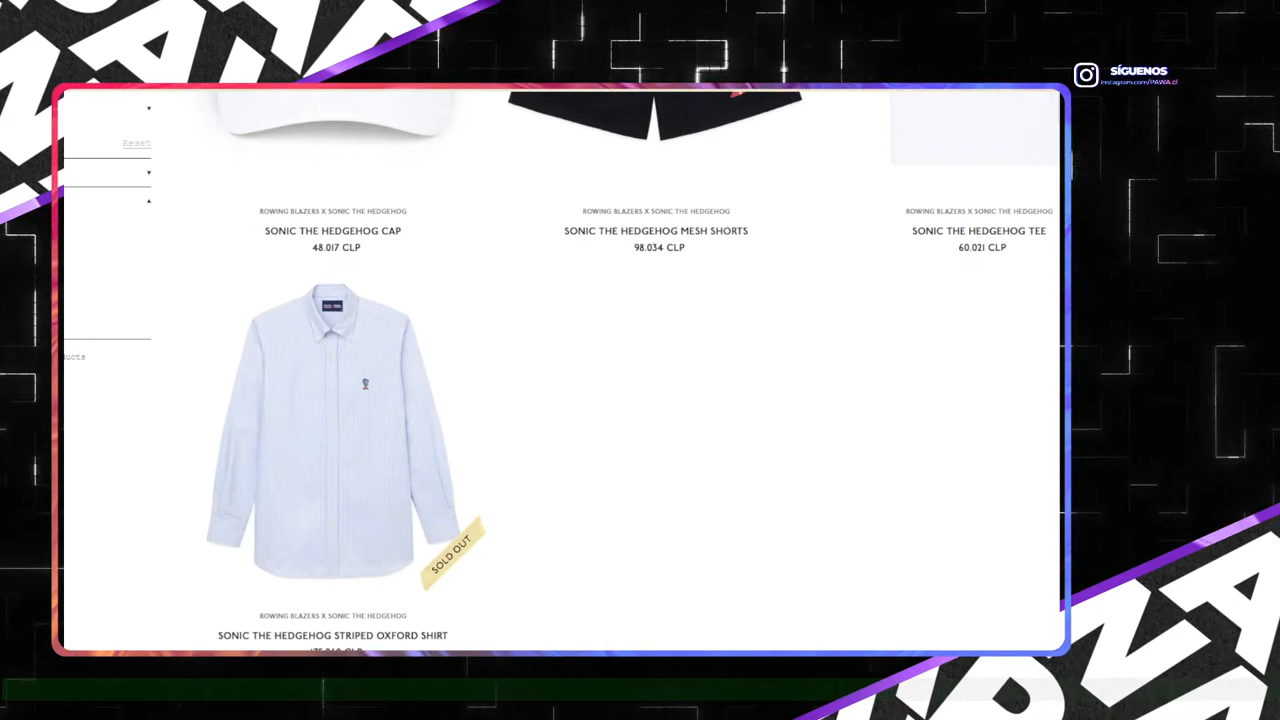 SÍGUENOS
instagram.com/PAWA.cl
Reset
ROWING BLAZERS X SONIC THE HEDGEHOG
SONIC THE HEDGEHOG CAP
48.017 CLP
ROWING BLAZERS X SONIC THE HEDGEHOG
SONIC THE HEDGEHOG MESH SHORTS
98.034 CLP
ROWING BLAZERS X SONIC THE HEDGEHOG
SONIC THE HEDGEHOG TEE
60.021 CLP
ucts
SOLD OUT
ROWING BLAZERS X SONIC THE HEDGEHOG
SONIC THE HEDGEHOG STRIPED OXFORD SHIRT